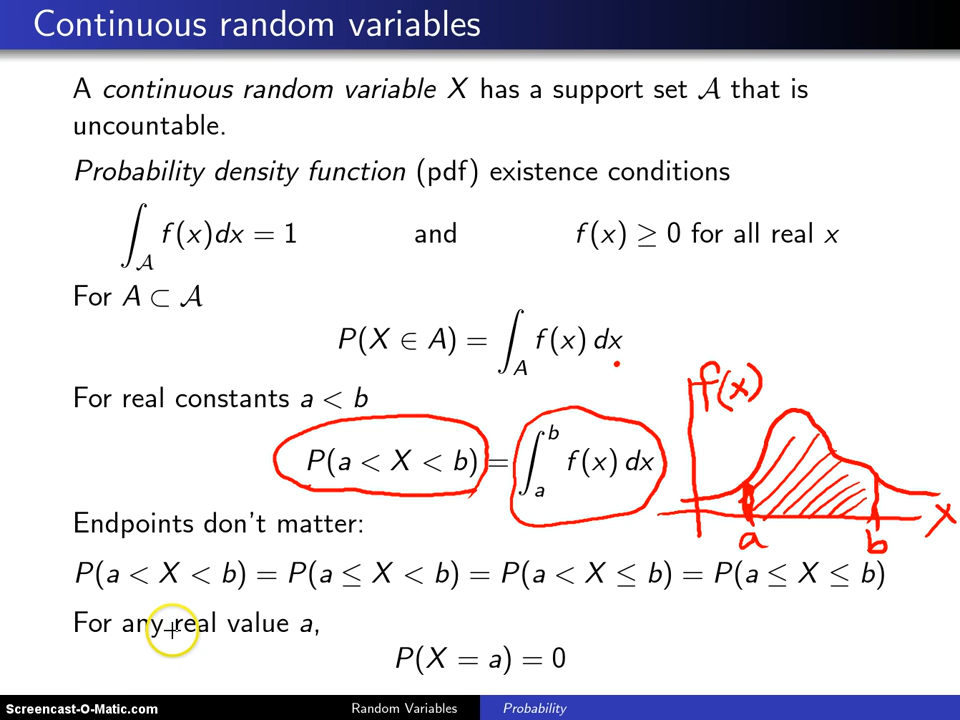 Continuous random variables
A continuous random variable X has a support set 𝒜 that is
uncountable.
Probability density function (pdf) existence conditions
∫_𝒜 f(x)dx = 1 and f(x) ≥ 0 for all real x
For A ⊂ 𝒜
P(X ∈ A) = ∫_A f(x) dx
f(x)
For real constants a < b
P(a < X < b) = ∫_a^b f(x) dx
X
a b
Endpoints don't matter:
P(a < X < b) = P(a ≤ X < b) = P(a < X ≤ b) = P(a ≤ X ≤ b)
For any real value a,
P(X = a) = 0
Screencast-O-Matic.com Random Variables Probability